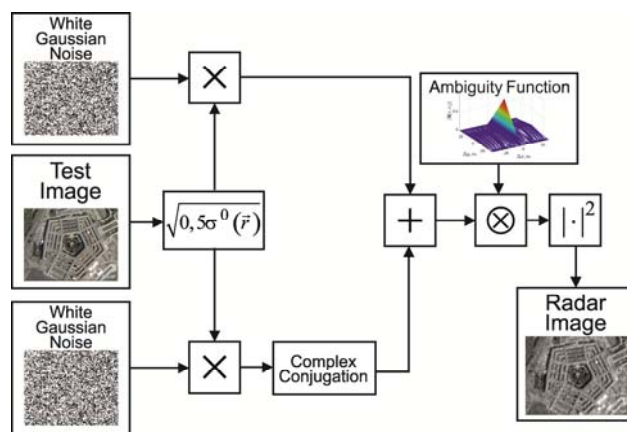 White
Gaussian
Noise
×
Ambiguity Function
Test
Image
√0,5σ⁰(r⃗)
+
⊗
|·|²
White
Gaussian
Noise
×
Complex
Conjugation
Radar
Image